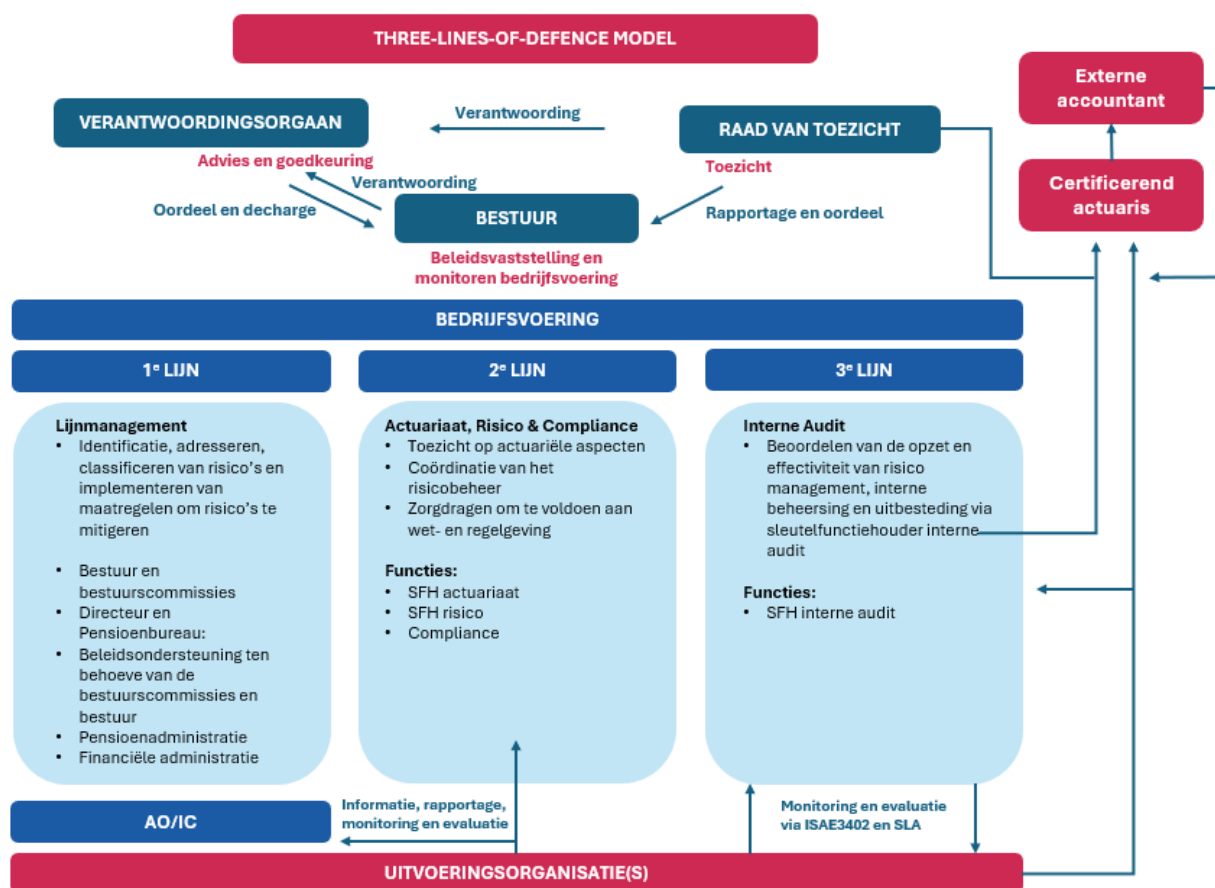 THREE-LINES-OF-DEFENCE MODEL
Externe
accountant
VERANTWOORDINGSORGAAN
Verantwoording
RAAD VAN TOEZICHT
Advies en goedkeuring
Toezicht
Verantwoording
Certificerend
actuaris
Oordeel en decharge
BESTUUR
Rapportage en oordeel
Beleidsvaststelling en
monitoren bedrijfsvoering
BEDRIJFSVOERING
1e LIJN
2e LIJN
3e LIJN
Lijnmanagement
• Identificatie, adresseren,
classificeren van risico's en
implementeren van
maatregelen om risico's te
mitigeren
• Bestuur en
bestuurscommissies
• Directeur en
Pensioenbureau:
• Beleidsondersteuning ten
behoeve van de
bestuurscommissies en
bestuur
• Pensioenadministratie
• Financiële administratie
Actuariaat, Risico & Compliance
• Toezicht op actuariële aspecten
• Coördinatie van het
risicobeheer
• Zorgdragen om te voldoen aan
wet- en regelgeving
Functies:
• SFH actuariaat
• SFH risico
• Compliance
Interne Audit
• Beoordelen van de opzet en
effectiviteit van risico
management, interne
beheersing en uitbesteding via
sleutelfunctiehouder interne
audit
Functies:
• SFH interne audit
AO/IC
Informatie, rapportage,
monitoring en evaluatie
Monitoring en evaluatie
via ISAE3402 en SLA
UITVOERINGSORGANISATIE(S)